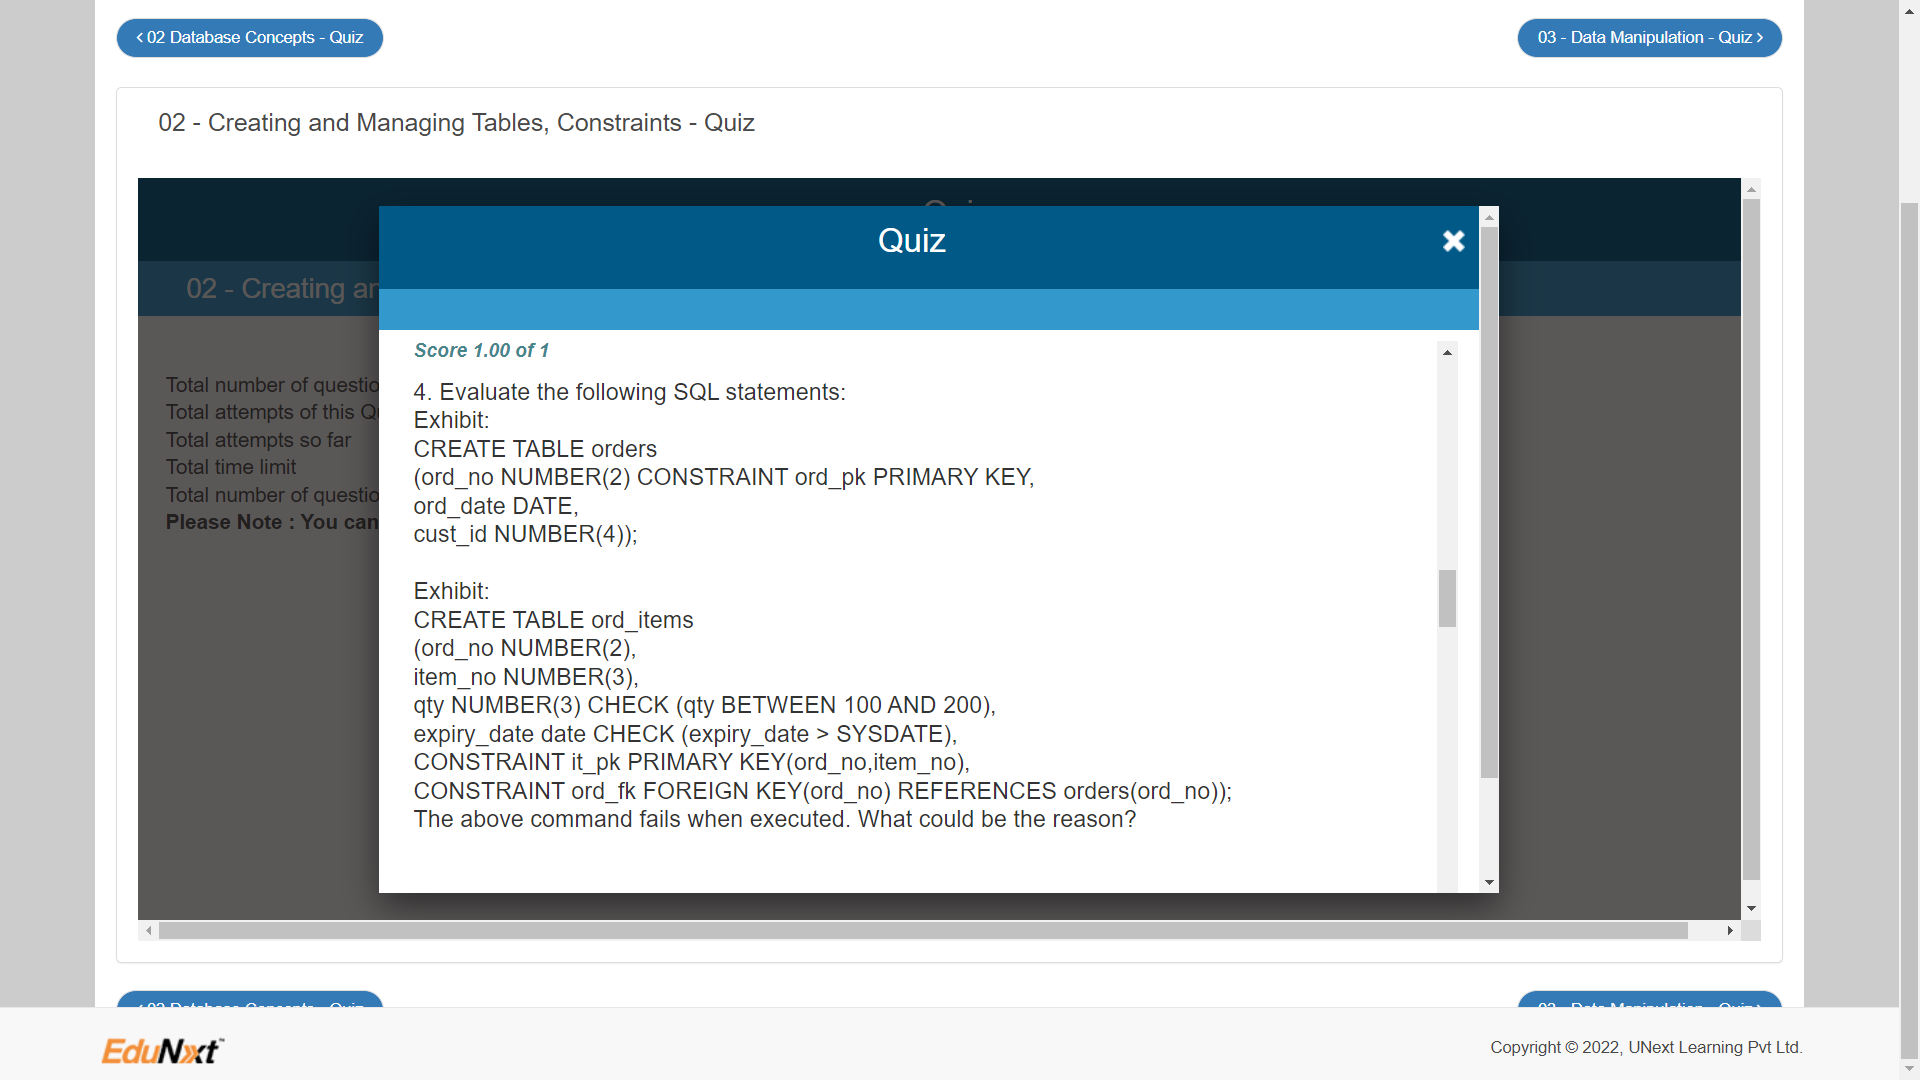 02 Database Concepts - Quiz
03 - Data Manipulation - Quiz
02 - Creating and Managing Tables, Constraints - Quiz
Quiz
02 - Creating an
Score 1.00 of 1
4. Evaluate the following SQL statements:
Exhibit:
CREATE TABLE orders
(ord_no NUMBER(2) CONSTRAINT ord_pk PRIMARY KEY,
ord_date DATE,
cust_id NUMBER(4));
Exhibit:
CREATE TABLE ord_items
(ord_no NUMBER(2),
item_no NUMBER(3),
qty NUMBER(3) CHECK (qty BETWEEN 100 AND 200),
expiry_date date CHECK (expiry_date > SYSDATE),
CONSTRAINT it_pk PRIMARY KEY(ord_no,item_no),
CONSTRAINT ord_fk FOREIGN KEY(ord_no) REFERENCES orders(ord_no));
The above command fails when executed. What could be the reason?
Total number of questio
Total attempts of this Q
Total attempts so far
Total time limit
Total number of questio
Please Note : You can
EduNxt™
Copyright © 2022, UNext Learning Pvt Ltd.